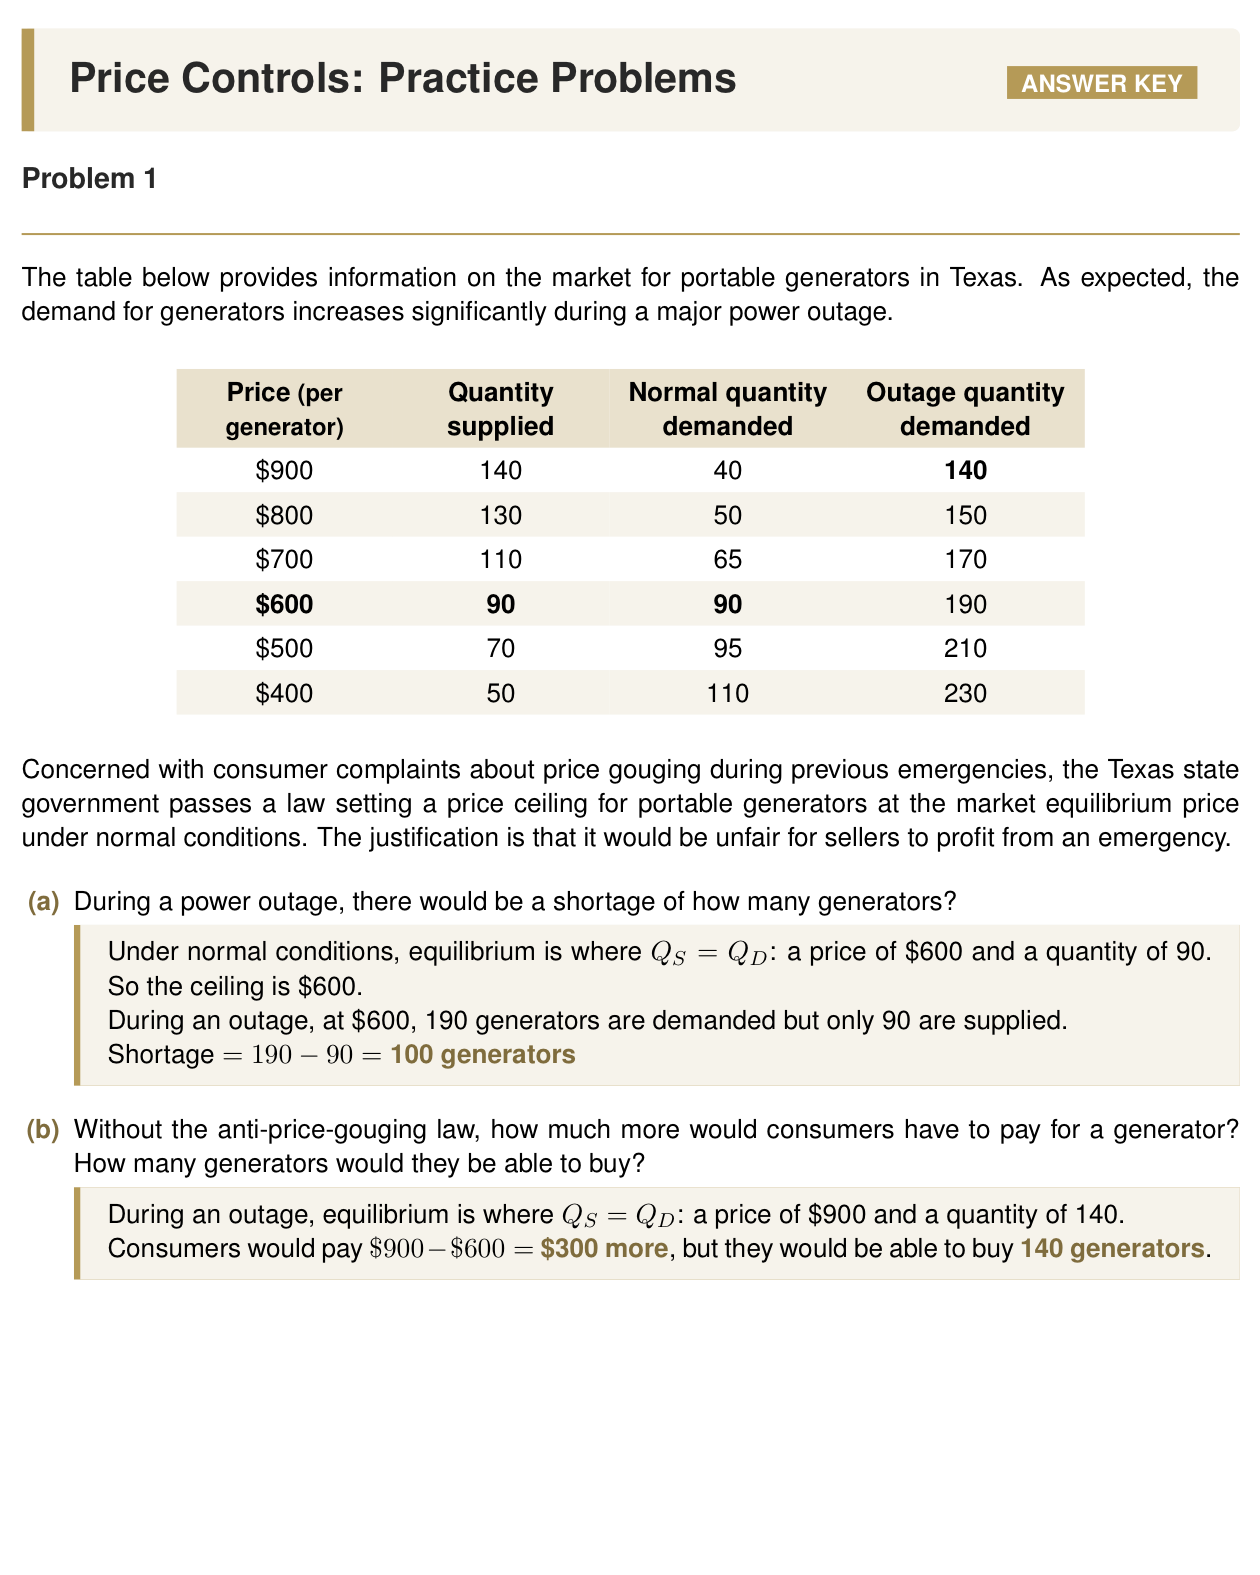 Price Controls: Practice Problems
ANSWER KEY
Problem 1
The table below provides information on the market for portable generators in Texas. As expected, the
demand for generators increases significantly during a major power outage.
Price (per generator) Quantity supplied Normal quantity demanded Outage quantity demanded
$900 140 40 140
$800 130 50 150
$700 110 65 170
$600 90 90 190
$500 70 95 210
$400 50 110 230
Concerned with consumer complaints about price gouging during previous emergencies, the Texas state
government passes a law setting a price ceiling for portable generators at the market equilibrium price
under normal conditions. The justification is that it would be unfair for sellers to profit from an emergency.
(a) During a power outage, there would be a shortage of how many generators?
Under normal conditions, equilibrium is where Q_S = Q_D: a price of $600 and a quantity of 90.
So the ceiling is $600.
During an outage, at $600, 190 generators are demanded but only 90 are supplied.
Shortage = 190 − 90 = 100 generators
(b) Without the anti-price-gouging law, how much more would consumers have to pay for a generator?
How many generators would they be able to buy?
During an outage, equilibrium is where Q_S = Q_D: a price of $900 and a quantity of 140.
Consumers would pay $900 − $600 = $300 more, but they would be able to buy 140 generators.